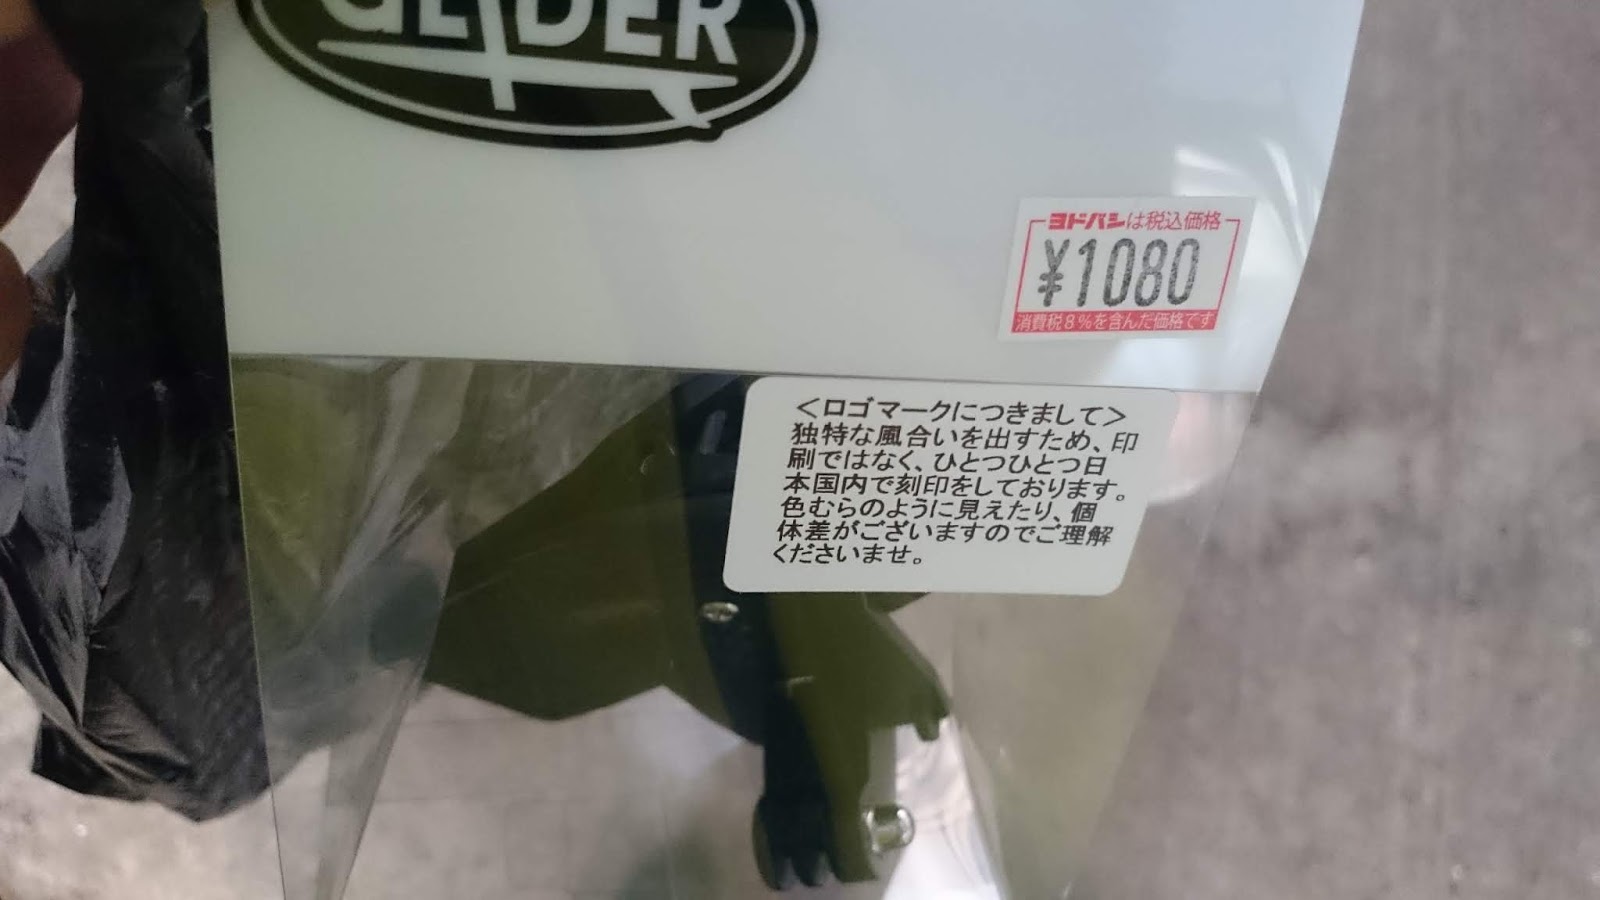 GLIDER
ヨドバシは税込価格
¥1080
消費税8%を含んだ価格です
<ロゴマークにつきまして>
独特な風合いを出すため、印
刷ではなく、ひとつひとつ日
本国内で刻印をしております。
色むらのように見えたり、個
体差がございますのでご理解
くださいませ。